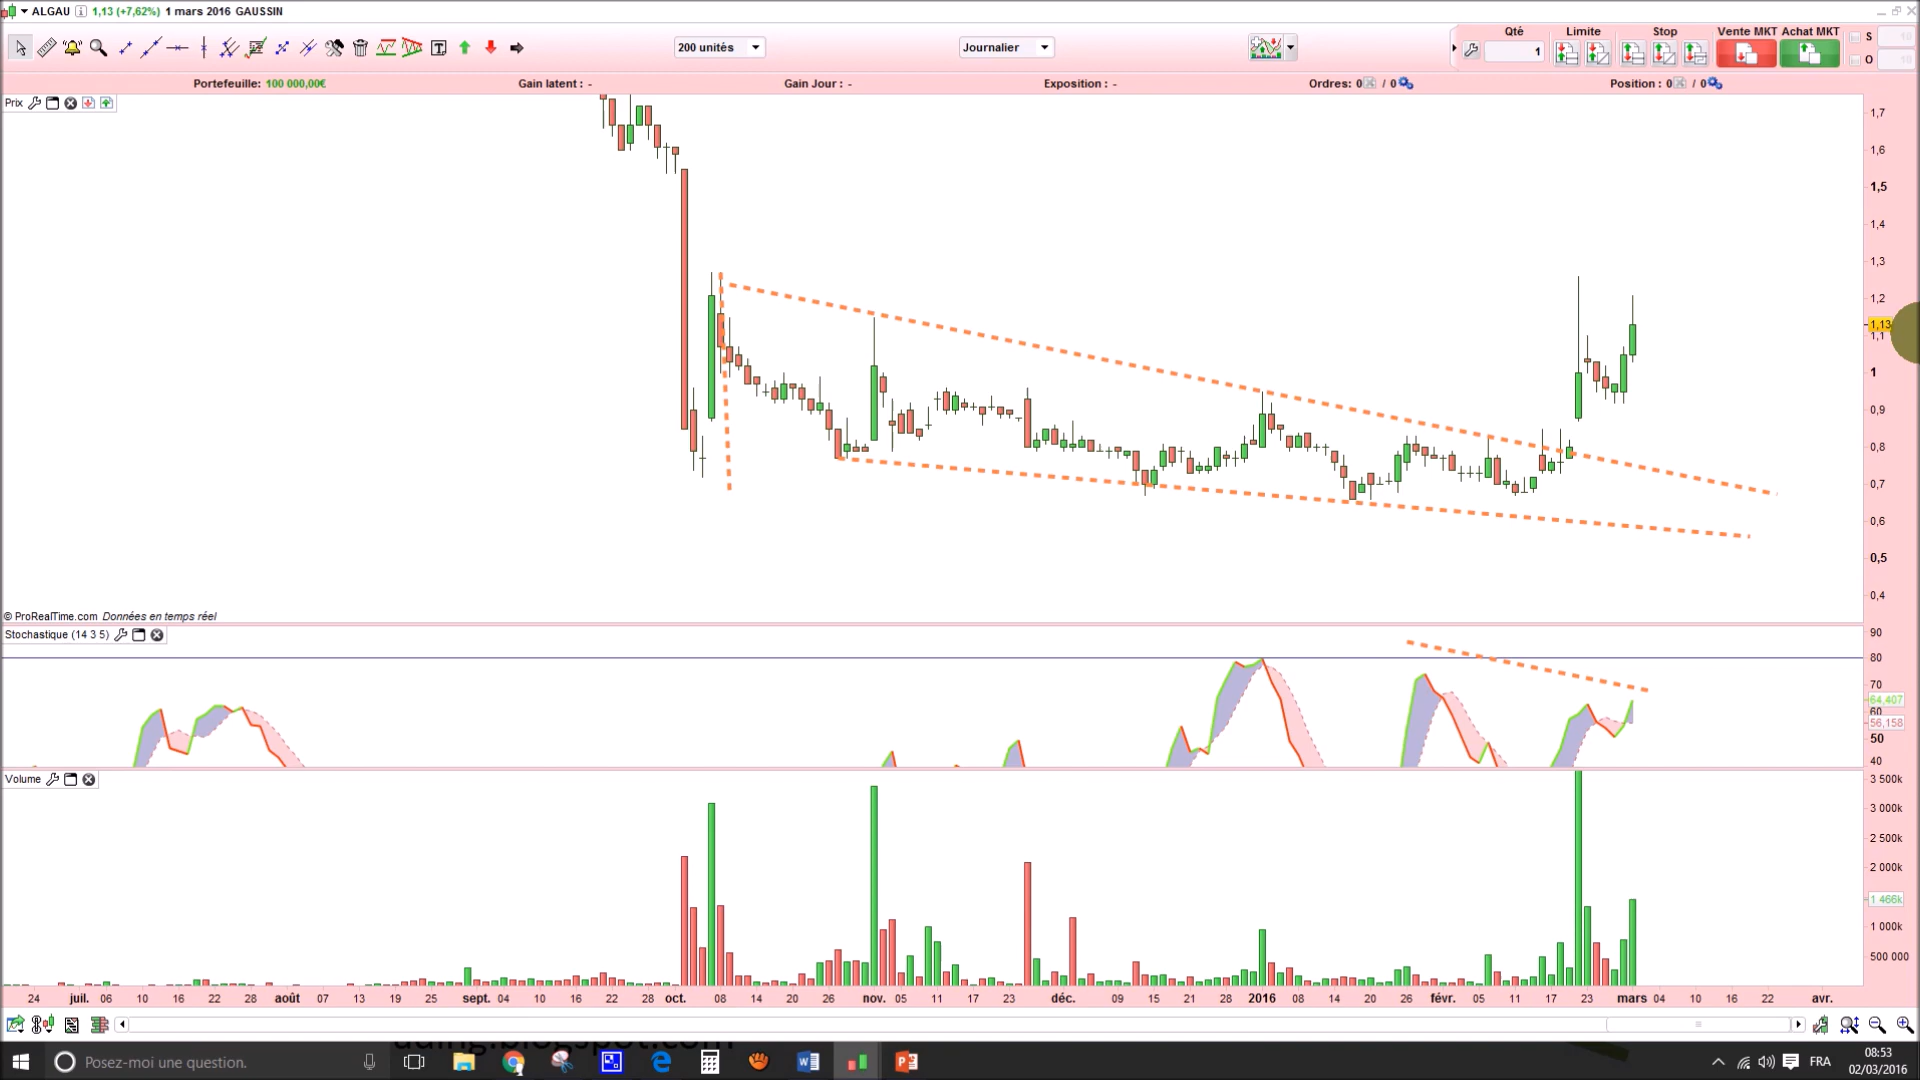 ALGAU 1,13 (+7,62%) 1 mars 2016 GAUSSIN
Qté Limite Stop Vente MKT Achat MKT S 10
200 unités Journalier 1 O 10
Portefeuille: 100 000,00€ Gain latent : - Gain Jour : - Exposition : - Ordres: 0 / 0 Position : 0 / 0
Prix
1,7
1,6
1,5
1,4
1,3
1,2
1,13
1,1
1
0,9
0,8
0,7
0,6
0,5
0,4
© ProRealTime.com Données en temps réel
Stochastique (14 3 5)
90
80
70
64,407
60
56,158
50
40
Volume
3 500k
3 000k
2 500k
2 000k
1 466k
1 000k
500 000
24 juil. 06 10 16 22 28 août 07 13 19 25 sept. 04 10 16 22 28 oct. 08 14 20 26 nov. 05 11 17 23 déc. 09 15 21 28 2016 08 14 20 26 févr. 05 11 17 23 mars 04 10 16 22 avr.
Posez-moi une question.
FRA
08:53
02/03/2016